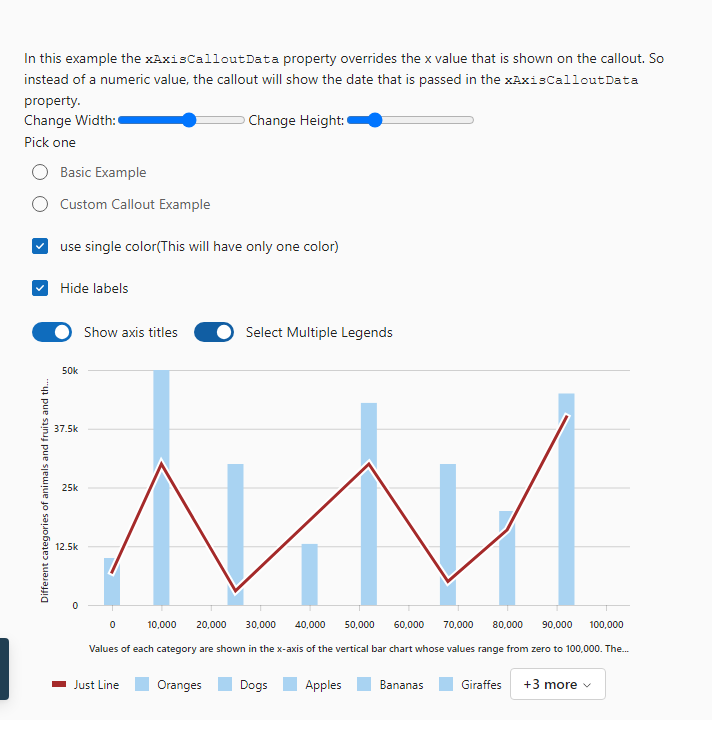 In this example the xAxisCalloutData property overrides the x value that is shown on the callout. So
instead of a numeric value, the callout will show the date that is passed in the xAxisCalloutData
property.
Change Width: Change Height:
Pick one
Basic Example
Custom Callout Example
use single color(This will have only one color)
Hide labels
Show axis titles Select Multiple Legends
Different categories of animals and fruits and th...
50k
37.5k
25k
12.5k
0
0 10,000 20,000 30,000 40,000 50,000 60,000 70,000 80,000 90,000 100,000
Values of each category are shown in the x-axis of the vertical bar chart whose values range from zero to 100,000. The...
Just Line Oranges Dogs Apples Bananas Giraffes +3 more